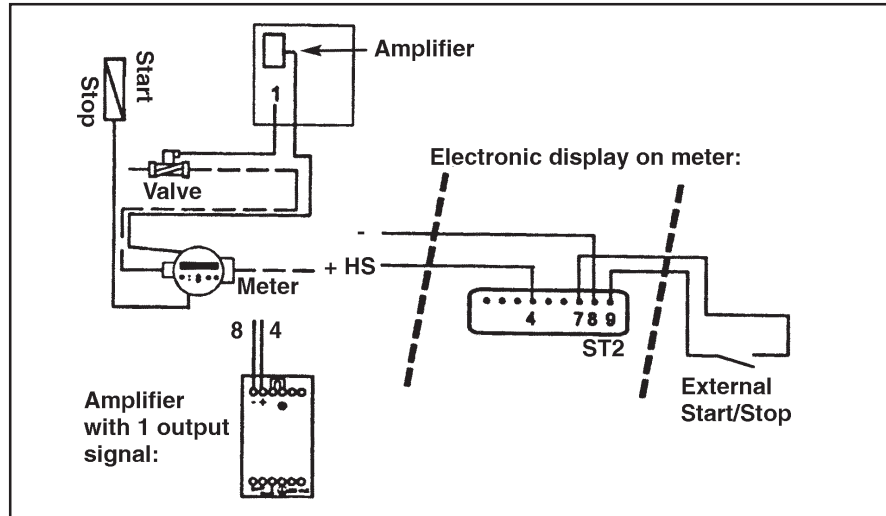 Start
Stop
Amplifier
1
Valve
Meter
Electronic display on meter:
-
+ HS
4 7 8 9
ST2
External
Start/Stop
8 4
Amplifier
with 1 output
signal:
- +